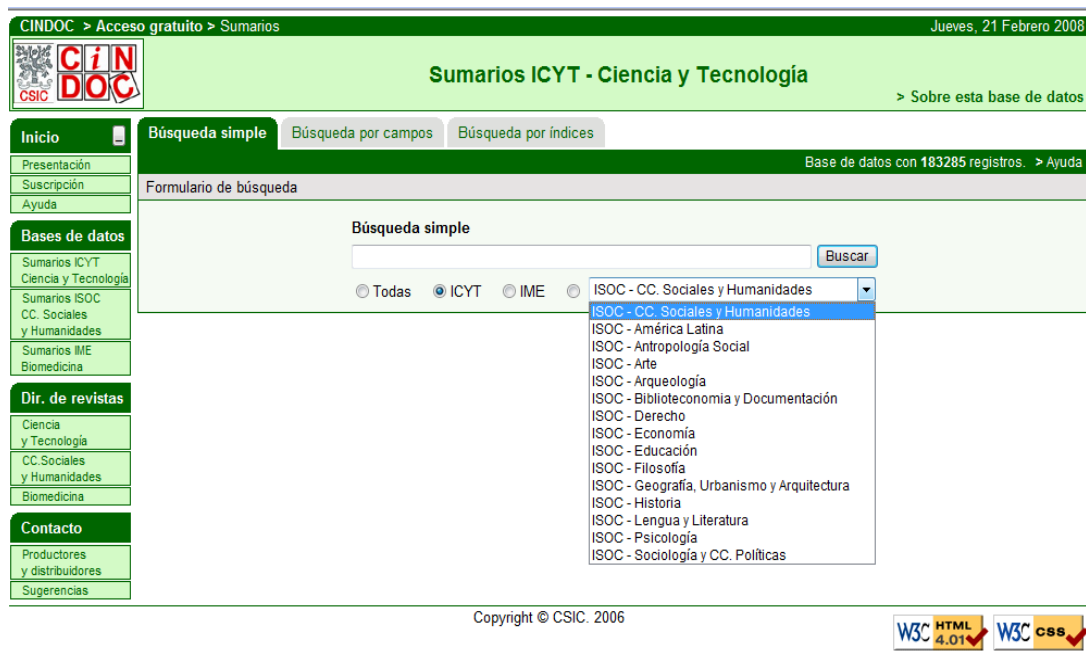 CINDOC > Acceso gratuito > Sumarios
Jueves, 21 Febrero 2008
CSIC
CiN
DOC
Sumarios ICYT - Ciencia y Tecnología
> Sobre esta base de datos
Inicio
Presentación
Suscripción
Ayuda
Bases de datos
Sumarios ICYT
Ciencia y Tecnología
Sumarios ISOC
CC. Sociales
y Humanidades
Sumarios IME
Biomedicina
Dir. de revistas
Ciencia
y Tecnología
CC.Sociales
y Humanidades
Biomedicina
Contacto
Productores
y distribuidores
Sugerencias
Búsqueda simple
Búsqueda por campos
Búsqueda por índices
Base de datos con 183285 registros. > Ayuda
Formulario de búsqueda
Búsqueda simple
Buscar
Todas ICYT IME ISOC - CC. Sociales y Humanidades
ISOC - CC. Sociales y Humanidades
ISOC - América Latina
ISOC - Antropología Social
ISOC - Arte
ISOC - Arqueología
ISOC - Biblioteconomia y Documentación
ISOC - Derecho
ISOC - Economía
ISOC - Educación
ISOC - Filosofía
ISOC - Geografía, Urbanismo y Arquitectura
ISOC - Historia
ISOC - Lengua y Literatura
ISOC - Psicología
ISOC - Sociología y CC. Políticas
Copyright © CSIC. 2006
W3C HTML 4.01
W3C css